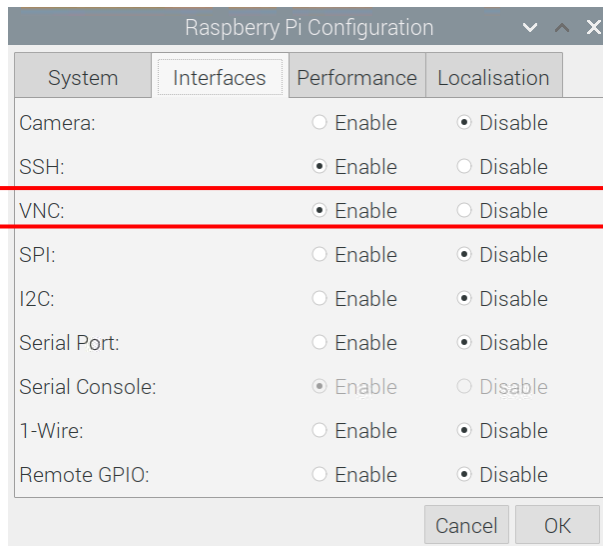 Raspberry Pi Configuration
System Interfaces Performance Localisation
Camera: Enable Disable
SSH: Enable Disable
VNC: Enable Disable
SPI: Enable Disable
I2C: Enable Disable
Serial Port: Enable Disable
Serial Console: Enable Disable
1-Wire: Enable Disable
Remote GPIO: Enable Disable
Cancel OK